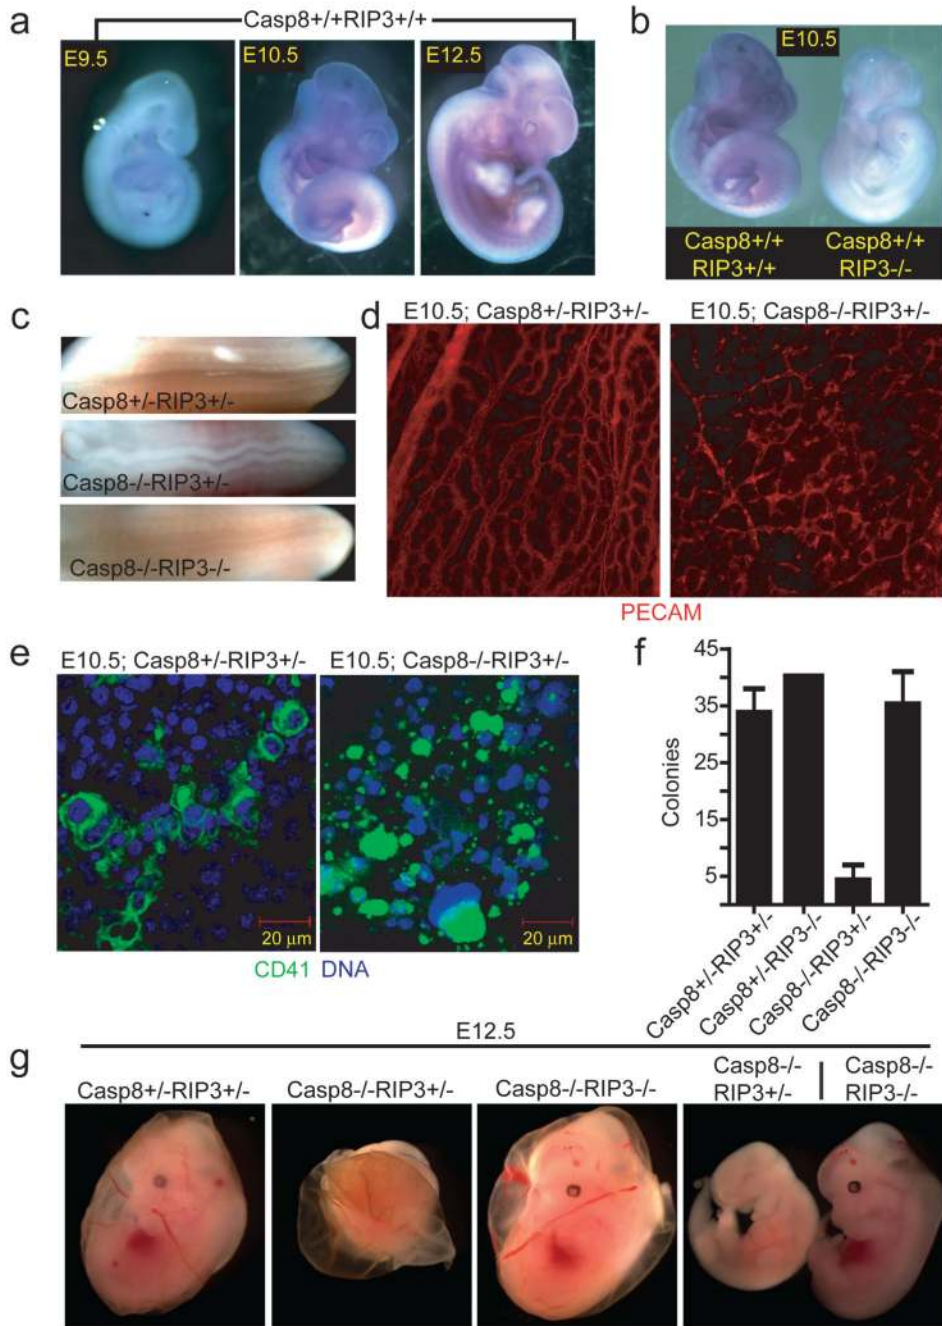 a
Casp8+/+RIP3+/+
E9.5
E10.5
E12.5
b
E10.5
Casp8+/+
RIP3+/+
Casp8+/+
RIP3-/-
c
Casp8+/-RIP3+/-
Casp8-/-RIP3+/-
Casp8-/-RIP3-/-
d
E10.5; Casp8+/-RIP3+/-
E10.5; Casp8-/-RIP3+/-
PECAM
e
E10.5; Casp8+/-RIP3+/-
E10.5; Casp8-/-RIP3+/-
20 μm
20 μm
CD41 DNA
f
Colonies
45
35
25
15
5
Casp8+/-RIP3+/-
Casp8+/-RIP3-/-
Casp8-/-RIP3+/-
Casp8-/-RIP3-/-
g
E12.5
Casp8+/-RIP3+/-
Casp8-/-RIP3+/-
Casp8-/-RIP3-/-
Casp8-/-
RIP3+/-
Casp8-/-
RIP3-/-